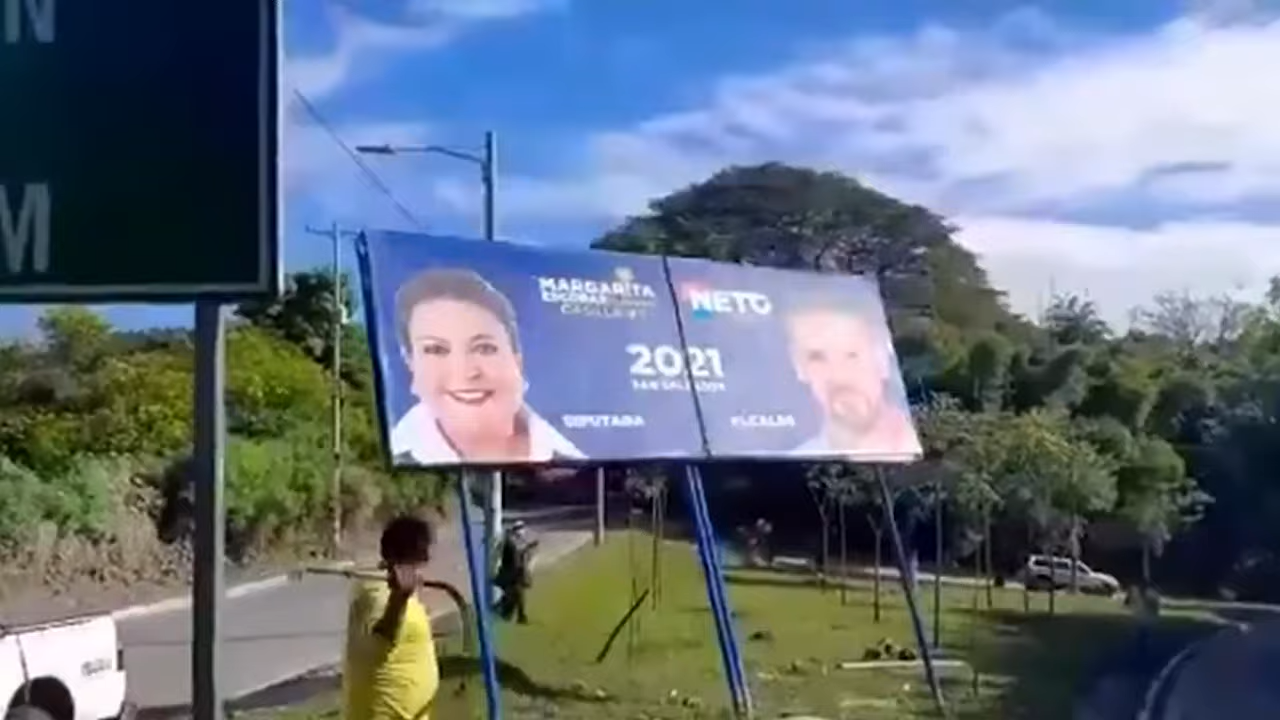 N
M
MARGARITA
ESCOBAR
NETO
2021
SAN SALVADOR
DIPUTADA
ALCALDE